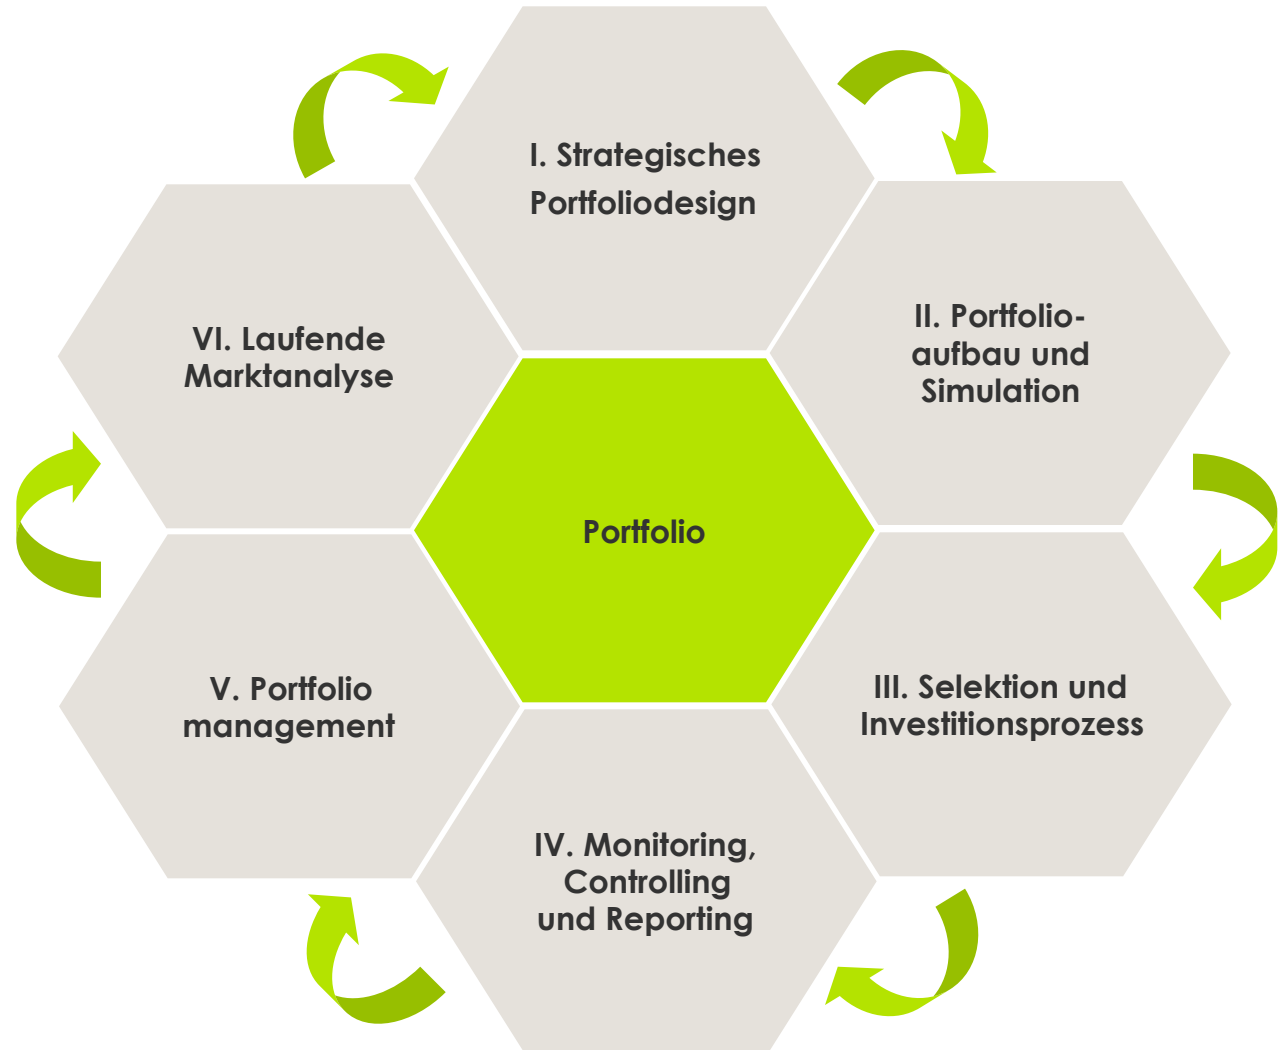 I. Strategisches
Portfoliodesign
II. Portfolio-
aufbau und
Simulation
III. Selektion und
Investitionsprozess
IV. Monitoring,
Controlling
und Reporting
V. Portfolio
management
VI. Laufende
Marktanalyse
Portfolio